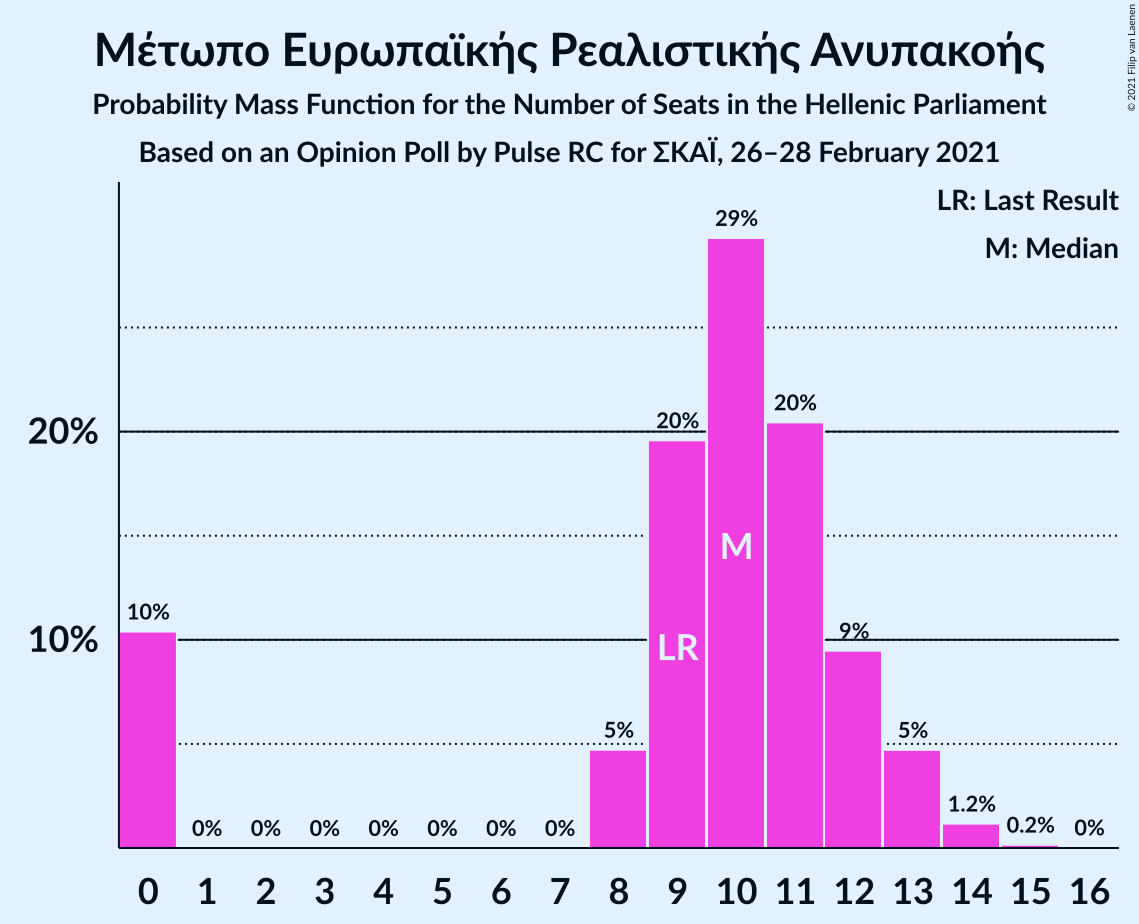 Μέτωπο Ευρωπαϊκής Ρεαλιστικής Ανυπακοής
Probability Mass Function for the Number of Seats in the Hellenic Parliament
Based on an Opinion Poll by Pulse RC for ΣΚΑΪ, 26–28 February 2021
© 2021 Filip van Laenen
LR: Last Result
M: Median
29%
20%
20%
20%
M
10%
9%
10%
LR
5%
5%
1.2%
0%
0%
0%
0%
0%
0%
0%
0.2%
0%
0 1 2 3 4 5 6 7 8 9 10 11 12 13 14 15 16